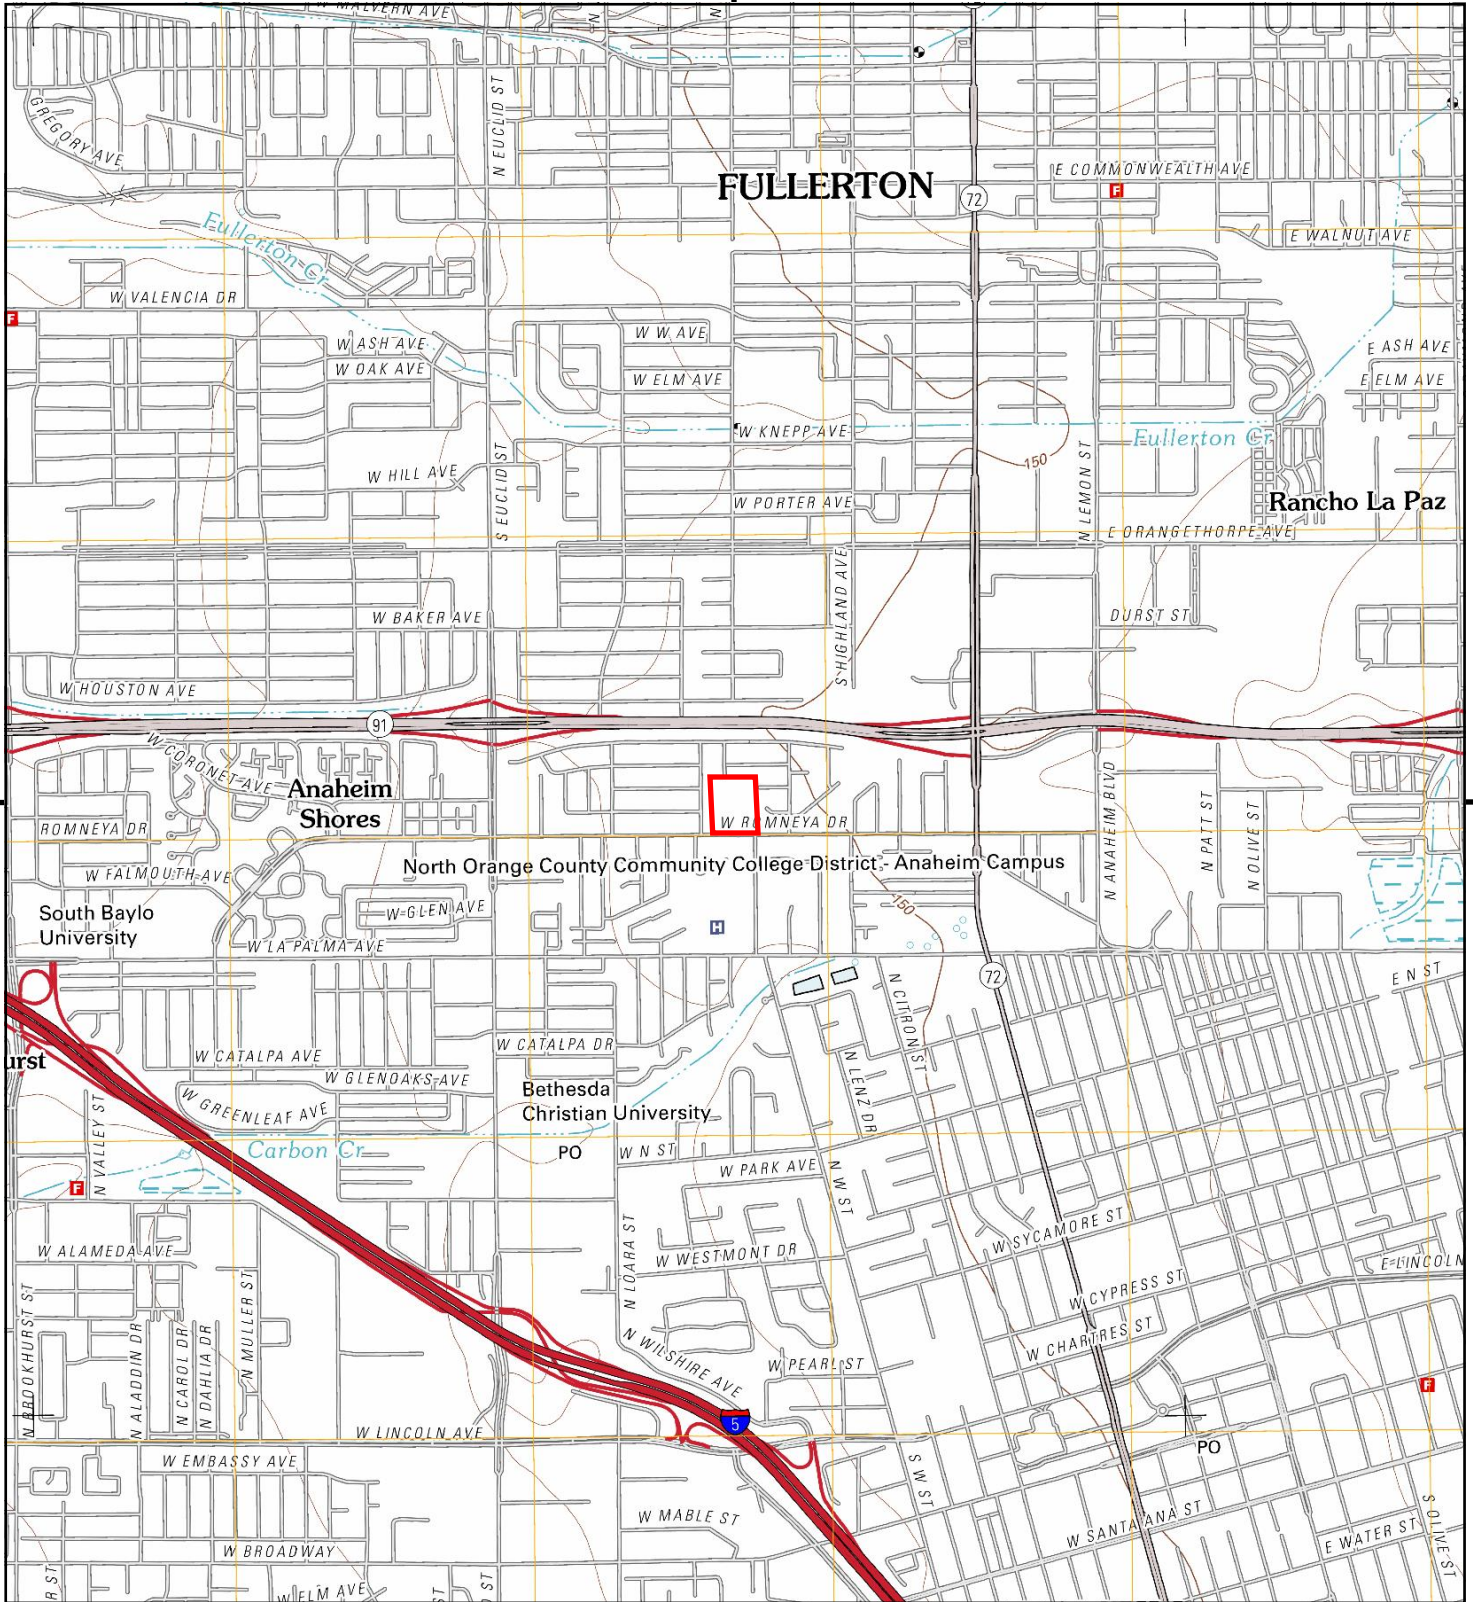 W MALVERN AVE
N
N
GREGORY AVE
N EUCLID ST
FULLERTON
72
E COMMONWEALTH AVE
F
E WALNUT AVE
Fullerton Cr
W VALENCIA DR
F
W ASH AVE
W OAK AVE
W W AVE
W ELM AVE
E ASH AVE
E ELM AVE
W KNEPP AVE
Fullerton Cr
150
W HILL AVE
S EUCLID ST
N LEMON ST
W PORTER AVE
Rancho La Paz
E ORANGETHORPE AVE
S HIGHLAND AVE
W BAKER AVE
DURST ST
W HOUSTON AVE
91
W CORONET AVE
Anaheim
Shores
ROMNEYA DR
W ROMNEYA DR
N ANAHEIM BLVD
N PATT ST
N OLIVE ST
North Orange County Community College District - Anaheim Campus
W FALMOUTH AVE
South Baylo
University
W GLEN AVE
150
H
W LA PALMA AVE
72
E N ST
N CITRON ST
W CATALPA DR
urst
W CATALPA AVE
W GLENOAKS AVE
N LENZ DR
Bethesda
Christian University
W GREENLEAF AVE
N VALLEY ST
Carbon Cr
PO
W N ST
W PARK AVE
N W ST
F
W SYCAMORE ST
W ALAMEDA AVE
N LOARA ST
W WESTMONT DR
E LINCOLN
W CYPRESS ST
N BROOKHURST ST
N ALADDIN DR
N CAROL DR
N DAHLIA DR
N MULLER ST
N WILSHIRE AVE
W CHARTRES ST
W PEARL ST
F
5
W LINCOLN AVE
PO
W EMBASSY AVE
S W ST
W MABLE ST
W SANTA ANA ST
S OLIVE ST
E WATER ST
W BROADWAY
W ELM AVE
R ST
ST
D ST